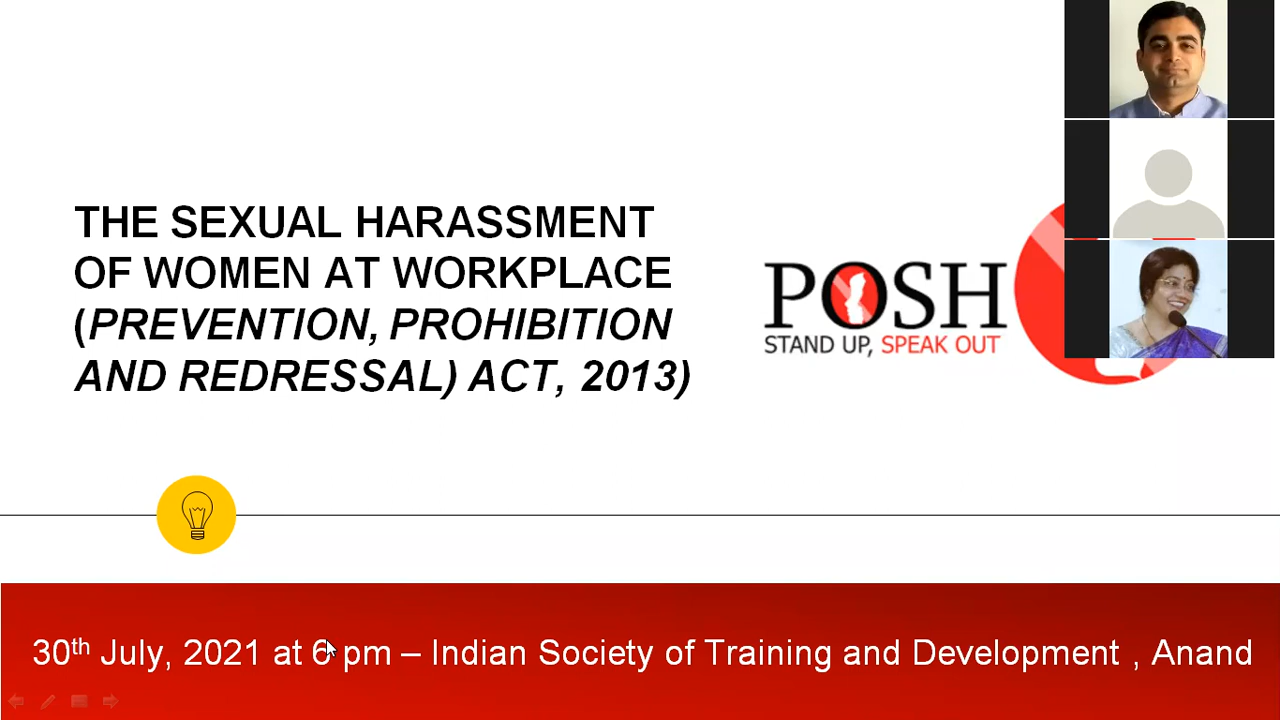 THE SEXUAL HARASSMENT
OF WOMEN AT WORKPLACE
(PREVENTION, PROHIBITION
AND REDRESSAL) ACT, 2013)
POSH
STAND UP, SPEAK OUT
30th July, 2021 at 6 pm – Indian Society of Training and Development , Anand